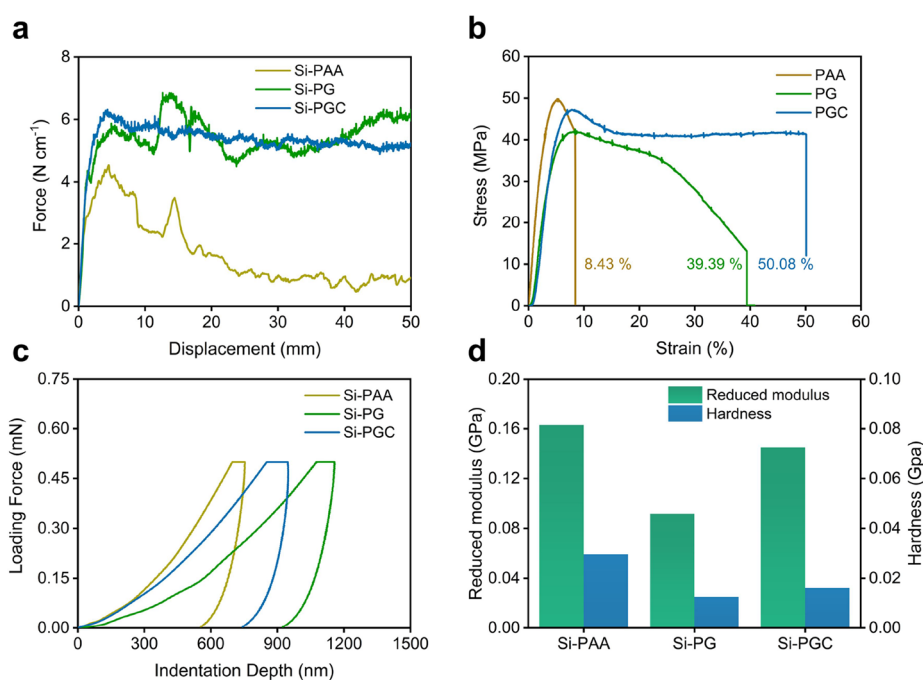 a
8
6
4
2
0
0
10
20
30
40
50
Force (N cm⁻¹)
Displacement (mm)
Si-PAA
Si-PG
Si-PGC
b
60
50
40
30
20
10
0
0
10
20
30
40
50
60
Stress (MPa)
Strain (%)
PAA
PG
PGC
8.43 %
39.39 %
50.08 %
c
0.75
0.60
0.45
0.30
0.15
0.00
0
300
600
900
1200
1500
Loading Force (mN)
Indentation Depth (nm)
Si-PAA
Si-PG
Si-PGC
d
0.20
0.16
0.12
0.08
0.04
0.00
Reduced modulus (GPa)
Reduced modulus
Hardness
0.10
0.08
0.06
0.04
0.02
0.00
Hardness (Gpa)
Si-PAA
Si-PG
Si-PGC